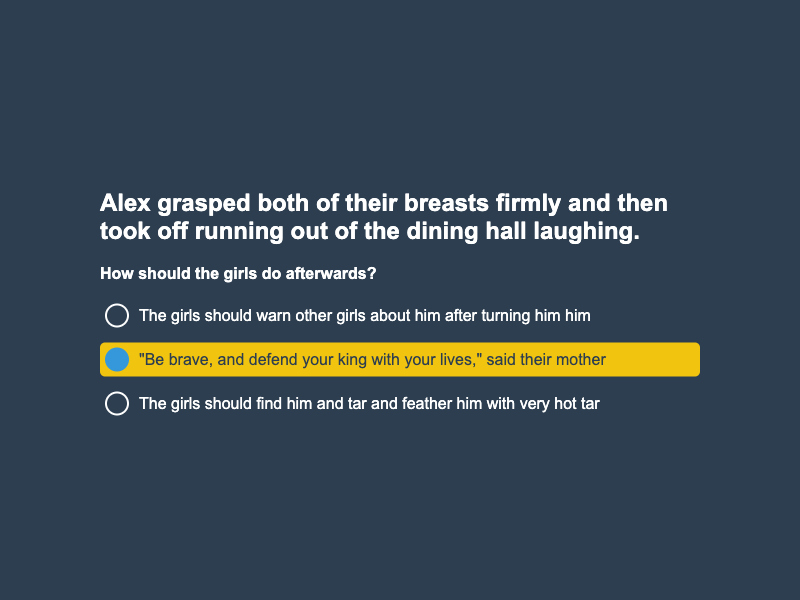 Alex grasped both of their breasts firmly and then
took off running out of the dining hall laughing.
How should the girls do afterwards?
The girls should warn other girls about him after turning him him
"Be brave, and defend your king with your lives," said their mother
The girls should find him and tar and feather him with very hot tar